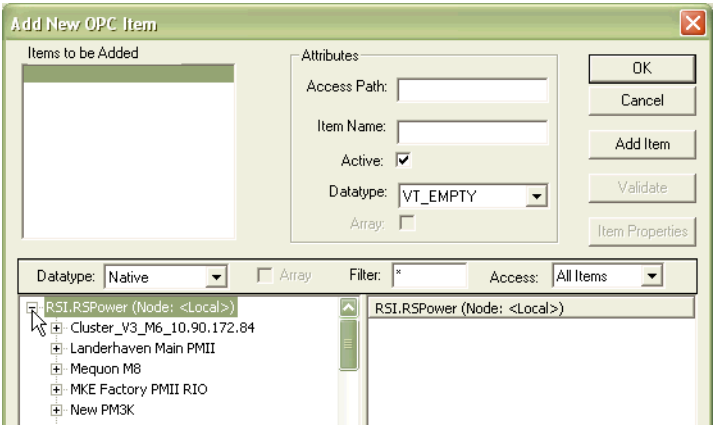 Add New OPC Item
Items to be Added
Attributes
Access Path:
Item Name:
Active:
Datatype: VT_EMPTY
Array:
OK
Cancel
Add Item
Validate
Item Properties
Datatype: Native Array Filter: * Access: All Items
RSI.RSPower (Node: <Local>)
Cluster_V3_M6_10.90.172.84
Landerhaven Main PMII
Mequon M8
MKE Factory PMII RIO
New PM3K
RSI.RSPower (Node: <Local>)